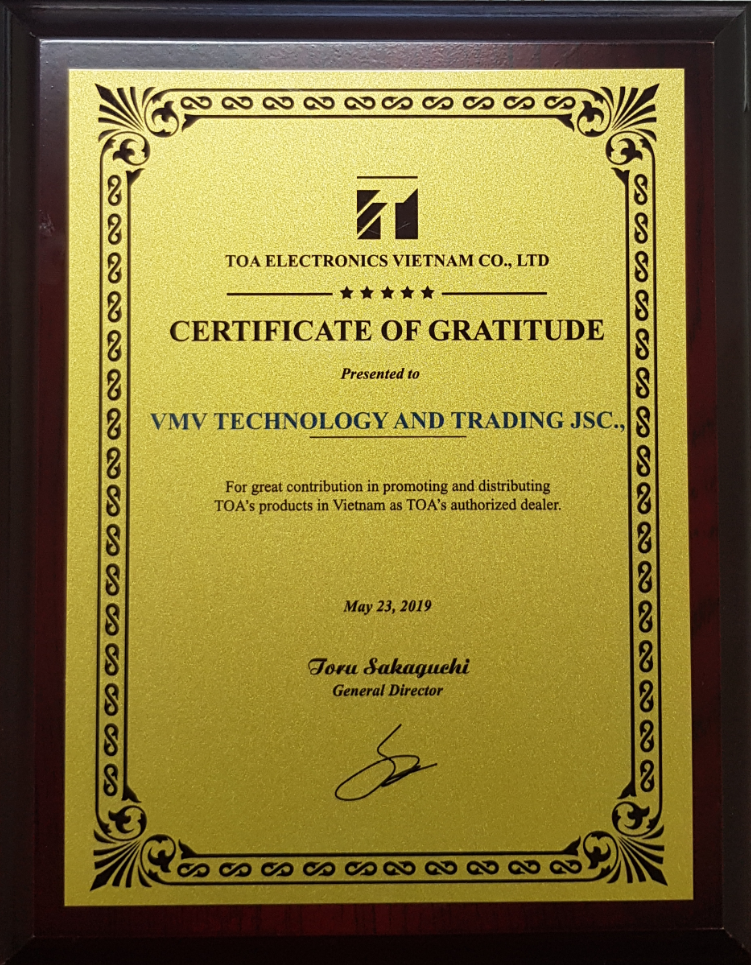 TOA ELECTRONICS VIETNAM CO., LTD
CERTIFICATE OF GRATITUDE
Presented to
VMV TECHNOLOGY AND TRADING JSC.,
For great contribution in promoting and distributing
TOA's products in Vietnam as TOA's authorized dealer.
May 23, 2019
Toru Sakaguchi
General Director